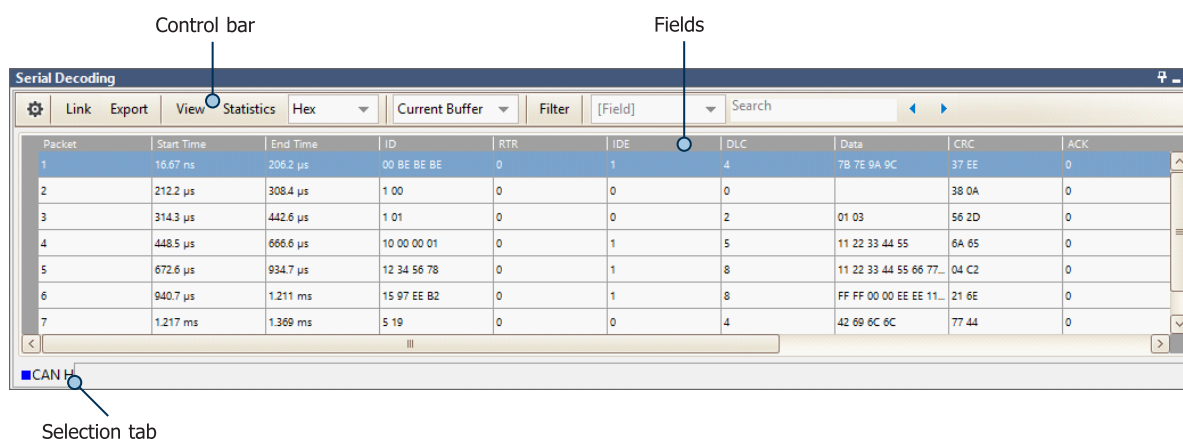 Control bar
Fields
Serial Decoding
Link Export View Statistics Hex Current Buffer Filter [Field] Search
Packet Start Time End Time ID RTR IDE DLC Data CRC ACK
1 16.67 ns 206.2 µs 00 BE BE BE 0 1 4 7B 7E 9A 9C 37 EE 0
2 212.2 µs 308.4 µs 1 00 0 0 0 38 0A 0
3 314.3 µs 442.6 µs 1 01 0 0 2 01 03 56 2D 0
4 448.5 µs 666.6 µs 10 00 00 01 0 1 5 11 22 33 44 55 6A 65 0
5 672.6 µs 934.7 µs 12 34 56 78 0 1 8 11 22 33 44 55 66 77... 04 C2 0
6 940.7 µs 1.211 ms 15 97 EE B2 0 1 8 FF FF 00 00 EE EE 11... 21 6E 0
7 1.217 ms 1.369 ms 5 19 0 0 4 42 69 6C 6C 77 44 0
CAN H
Selection tab